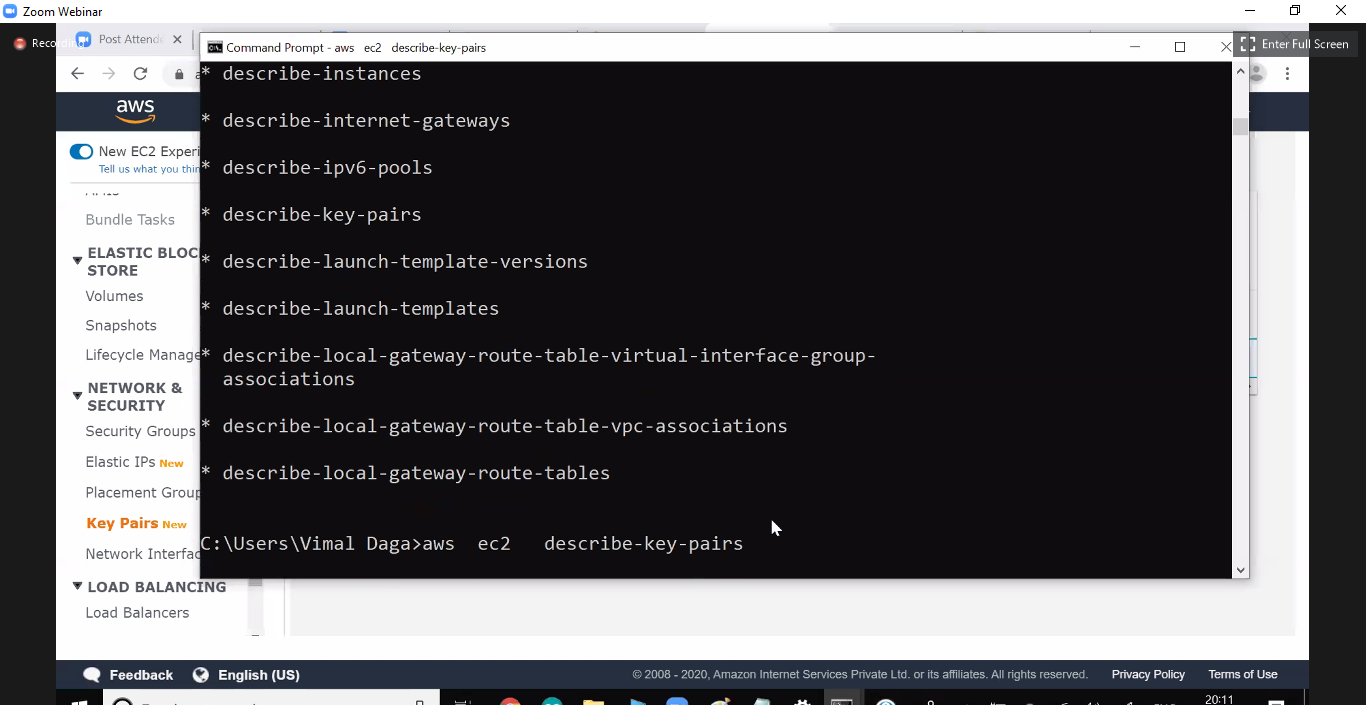 Zoom Webinar
Recording
Post Attend
Command Prompt - aws ec2 describe-key-pairs
Enter Full Screen
aws
New EC2 Experi
Tell us what you thin
Bundle Tasks
ELASTIC BLOC
STORE
Volumes
Snapshots
Lifecycle Manage
NETWORK &
SECURITY
Security Groups
Elastic IPs New
Placement Group
Key Pairs New
Network Interfac
LOAD BALANCING
Load Balancers
* describe-instances
* describe-internet-gateways
* describe-ipv6-pools
* describe-key-pairs
* describe-launch-template-versions
* describe-launch-templates
* describe-local-gateway-route-table-virtual-interface-group-
associations
* describe-local-gateway-route-table-vpc-associations
* describe-local-gateway-route-tables
C:\Users\Vimal Daga>aws  ec2   describe-key-pairs
Feedback
English (US)
© 2008 - 2020, Amazon Internet Services Private Ltd. or its affiliates. All rights reserved.
Privacy Policy
Terms of Use
20:11